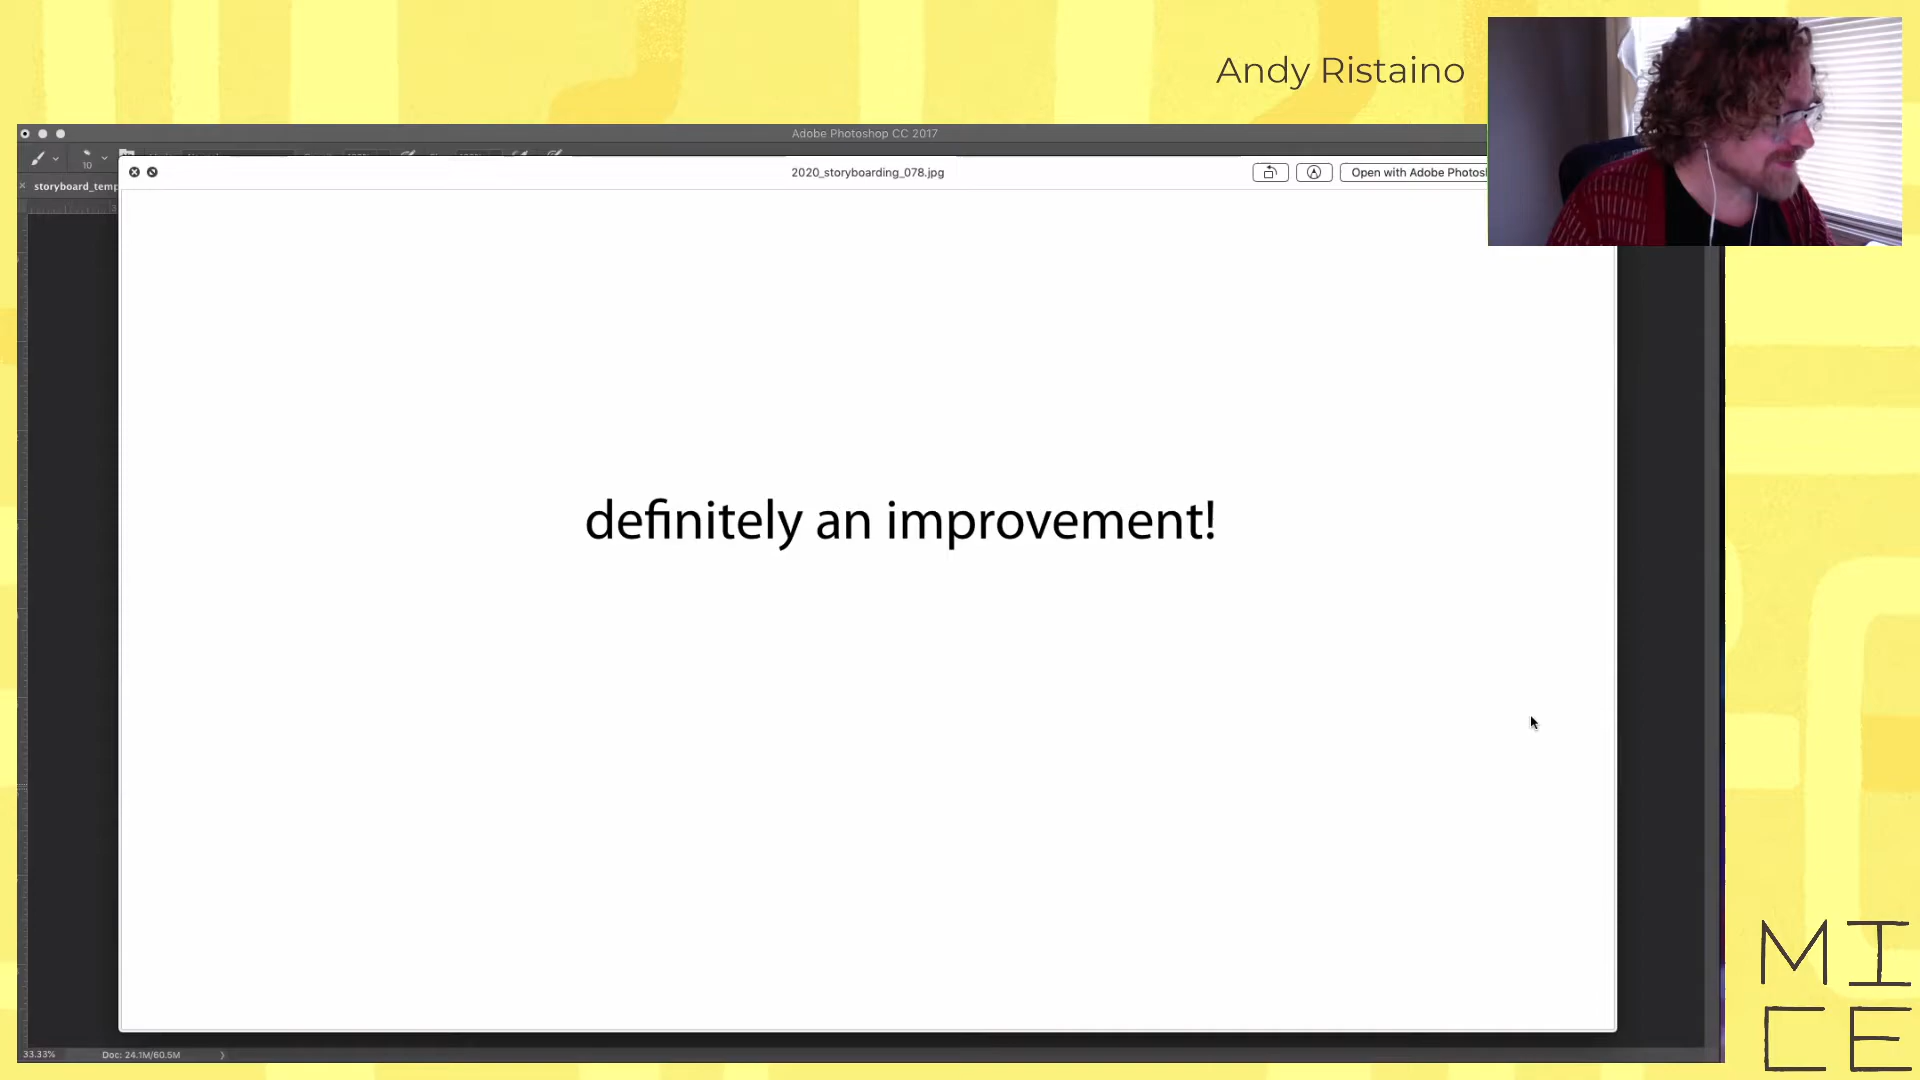 Andy Ristaino
Adobe Photoshop CC 2017
10
storyboard_temp
2020_storyboarding_078.jpg
Open with Adobe Photos
definitely an improvement!
33.33%
Doc: 24.1M/60.5M
MI
CE